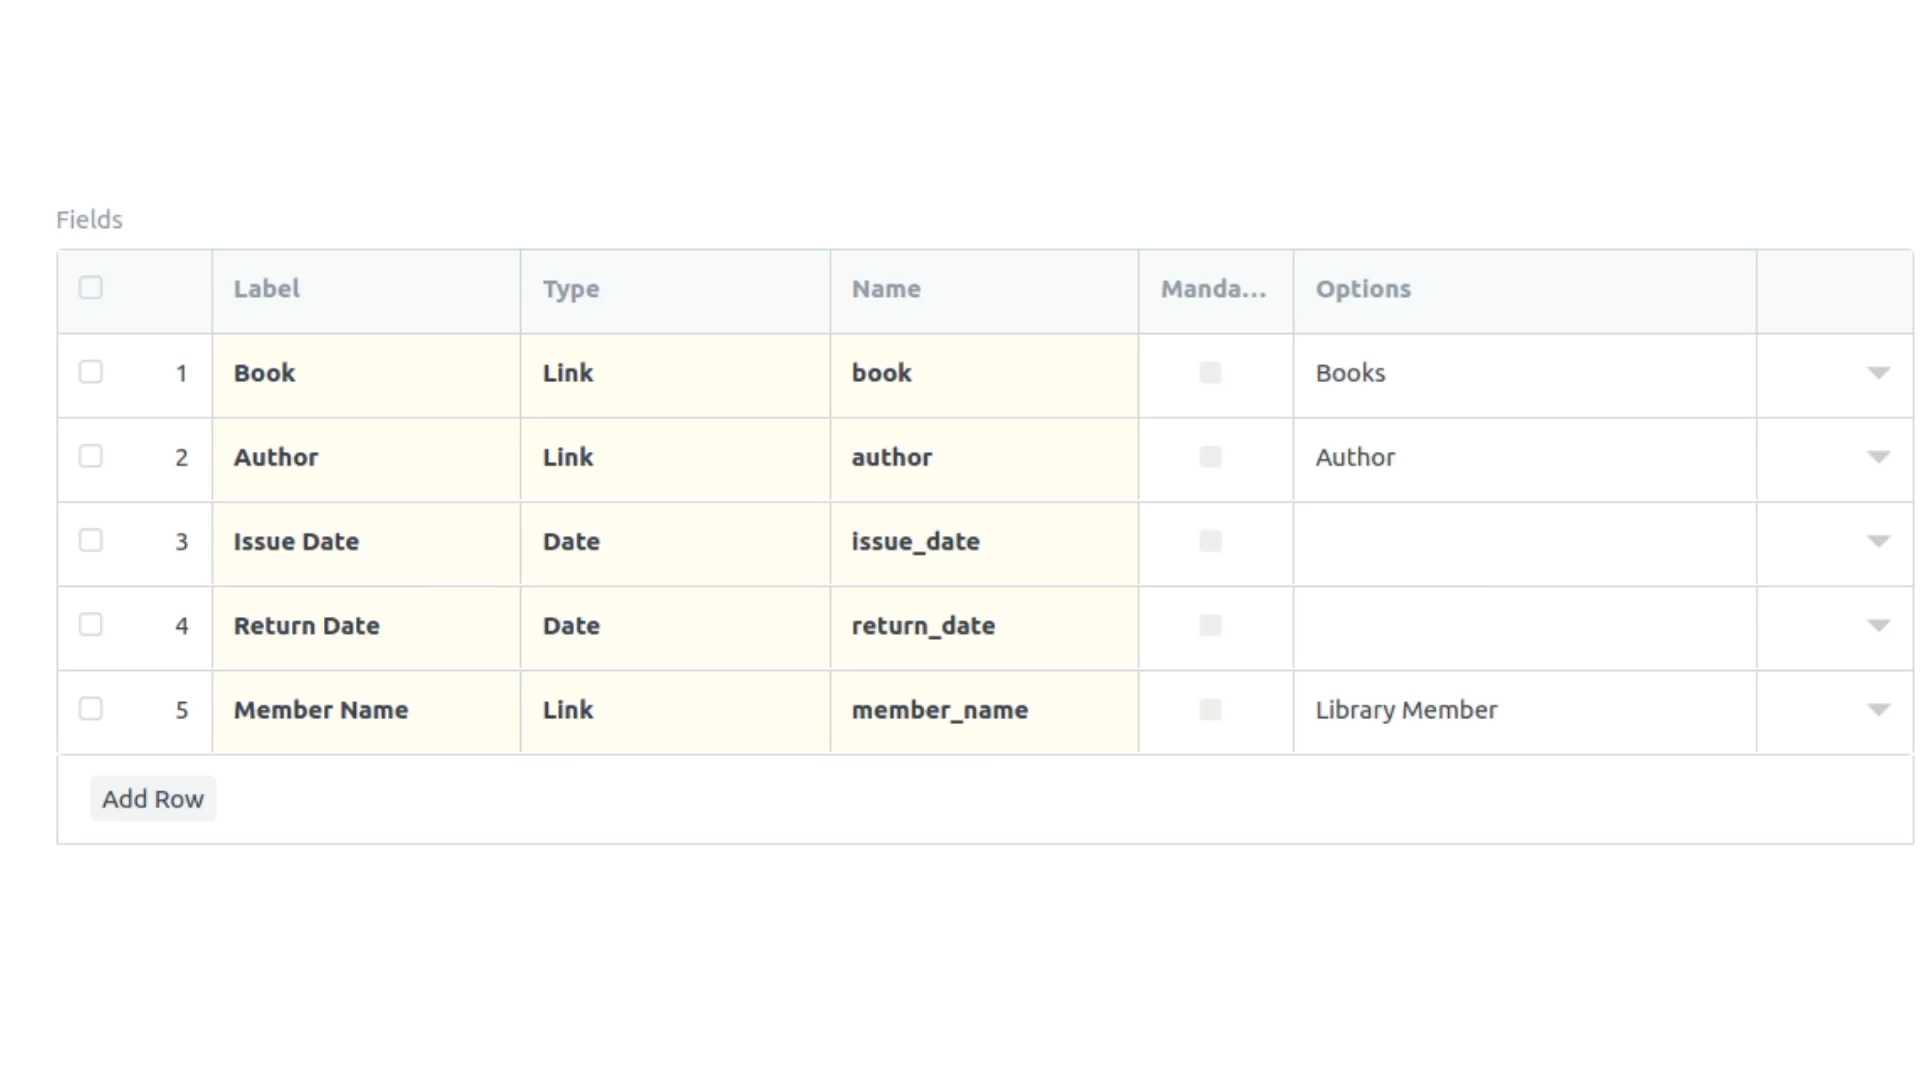 Fields
Label Type Name Manda... Options
1 Book Link book Books
2 Author Link author Author
3 Issue Date Date issue_date
4 Return Date Date return_date
5 Member Name Link member_name Library Member
Add Row